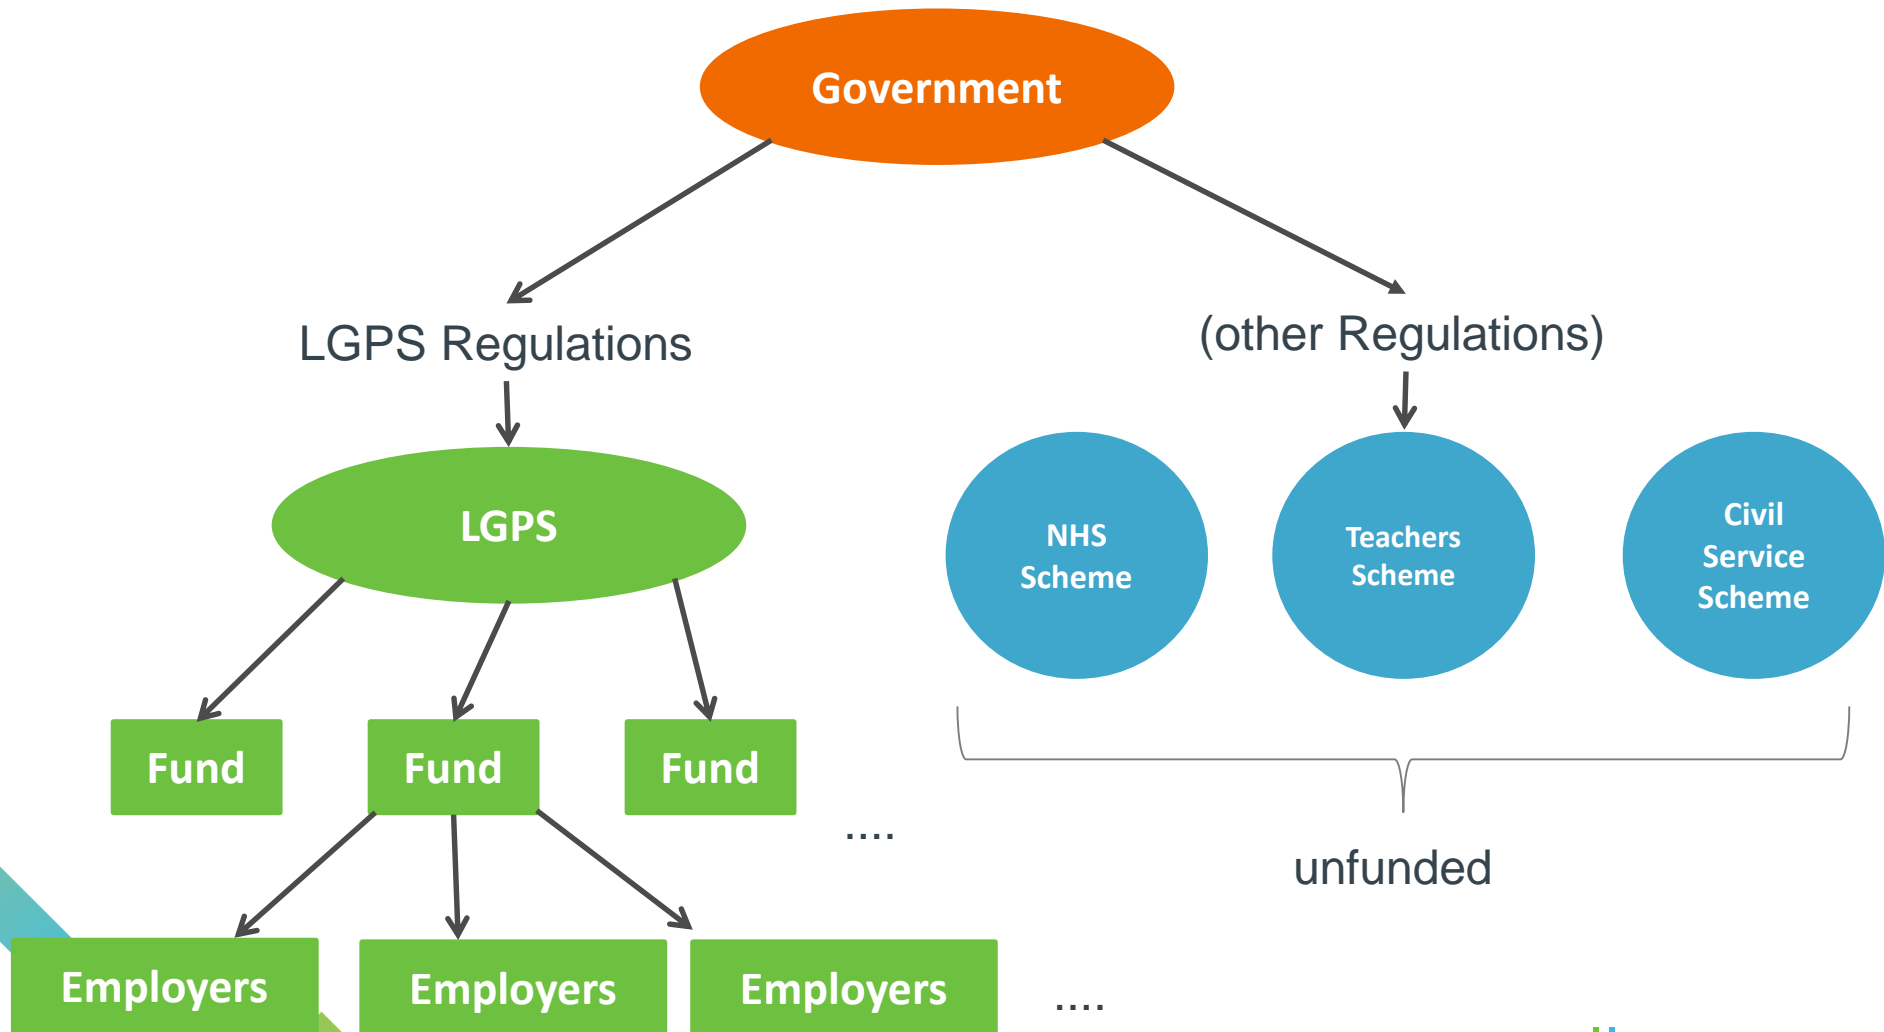 Government
LGPS Regulations
(other Regulations)
LGPS
NHS
Scheme
Teachers
Scheme
Civil
Service
Scheme
Fund
Fund
Fund
....
unfunded
Employers
Employers
Employers
....